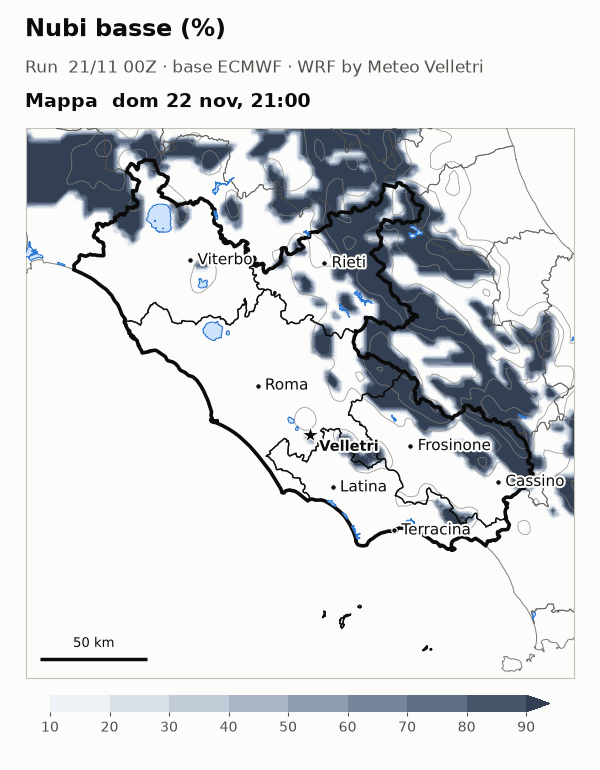 Nubi basse (%)
Run  21/11 00Z · base ECMWF · WRF by Meteo Velletri
Mappa  dom 22 nov, 21:00
Viterbo
Rieti
Roma
Velletri
Frosinone
Latina
Cassino
Terracina
50 km
10 20 30 40 50 60 70 80 90